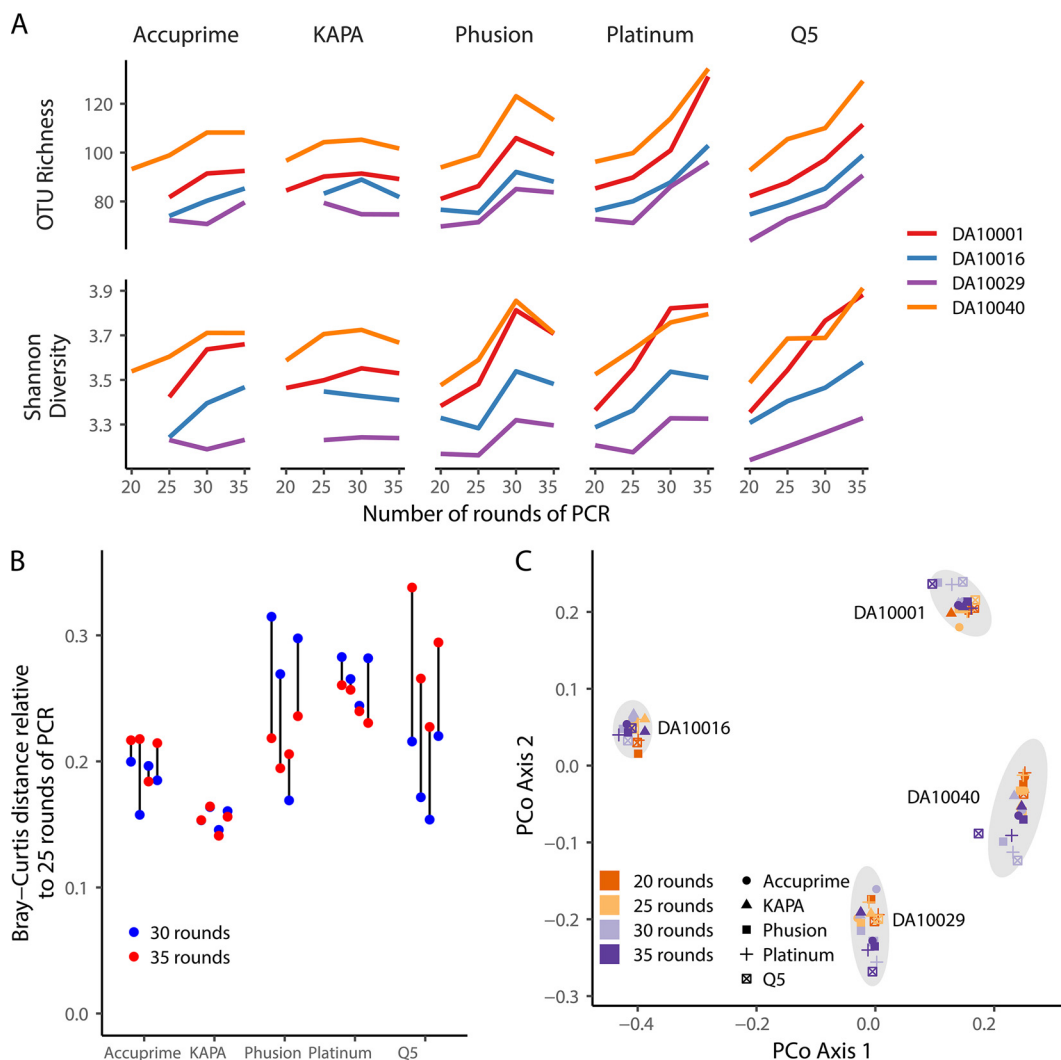 A
Accuprime KAPA Phusion Platinum Q5
OTU Richness
120
100
80
Shannon
Diversity
3.9
3.7
3.5
3.3
20 25 30 35 20 25 30 35 20 25 30 35 20 25 30 35 20 25 30 35
Number of rounds of PCR
DA10001
DA10016
DA10029
DA10040
B
Bray−Curtis distance relative
to 25 rounds of PCR
0.3
0.2
0.1
0.0
30 rounds
35 rounds
Accuprime KAPA Phusion Platinum Q5
C
PCo Axis 2
0.2
0.1
0.0
−0.1
−0.2
−0.3
DA10001
DA10016
DA10040
DA10029
20 rounds
25 rounds
30 rounds
35 rounds
Accuprime
KAPA
Phusion
Platinum
Q5
−0.4 −0.2 0.0 0.2
PCo Axis 1